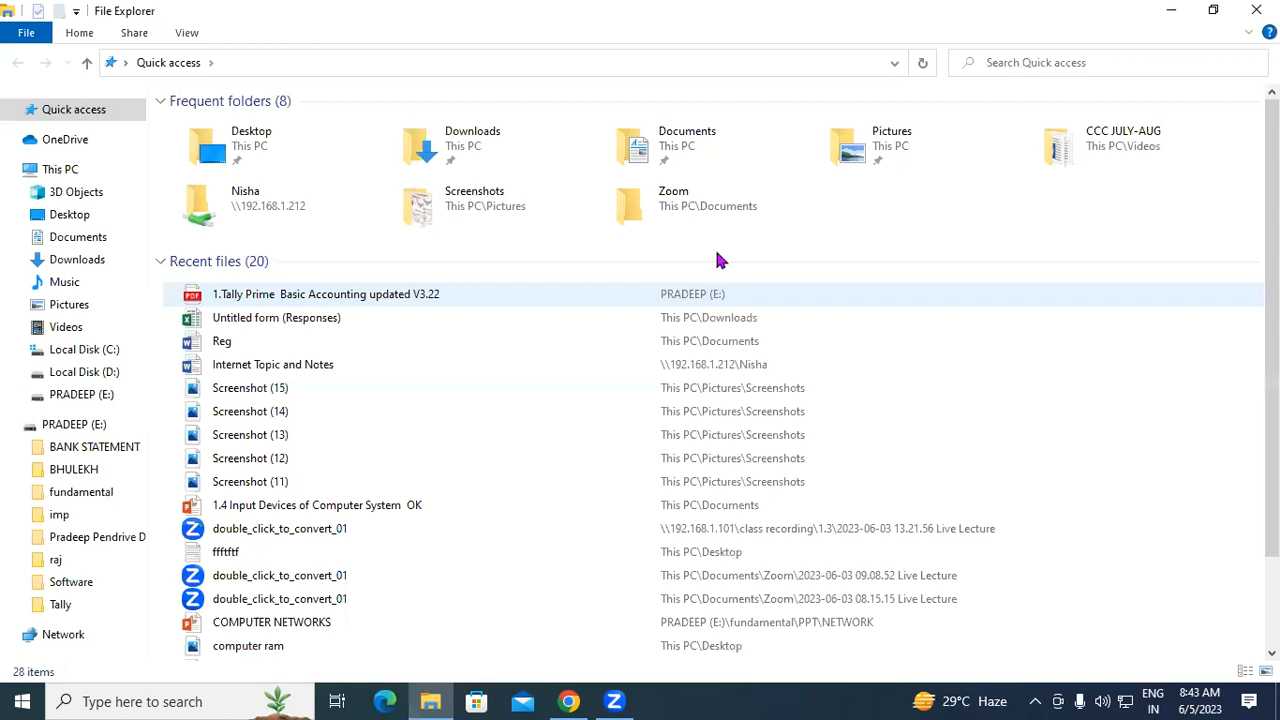 File Explorer
File Home Share View
Quick access
Search Quick access
Quick access
OneDrive
This PC
3D Objects
Desktop
Documents
Downloads
Music
Pictures
Videos
Local Disk (C:)
Local Disk (D:)
PRADEEP (E:)
PRADEEP (E:)
BANK STATEMENT
BHULEKH
fundamental
imp
Pradeep Pendrive D
raj
Software
Tally
Network
Frequent folders (8)
Desktop
This PC
Downloads
This PC
Documents
This PC
Pictures
This PC
CCC JULY-AUG
This PC\Videos
Nisha
\\192.168.1.212
Screenshots
This PC\Pictures
Zoom
This PC\Documents
Recent files (20)
1.Tally Prime Basic Accounting updated V3.22 PRADEEP (E:)
Untitled form (Responses) This PC\Downloads
Reg This PC\Documents
Internet Topic and Notes \\192.168.1.212\Nisha
Screenshot (15) This PC\Pictures\Screenshots
Screenshot (14) This PC\Pictures\Screenshots
Screenshot (13) This PC\Pictures\Screenshots
Screenshot (12) This PC\Pictures\Screenshots
Screenshot (11) This PC\Pictures\Screenshots
1.4 Input Devices of Computer System OK This PC\Documents
double_click_to_convert_01 \\192.168.1.101\class recording\1.3\2023-06-03 13.21.56 Live Lecture
ffftftf This PC\Desktop
double_click_to_convert_01 This PC\Documents\Zoom\2023-06-03 09.08.52 Live Lecture
double_click_to_convert_01 This PC\Documents\Zoom\2023-06-03 08.15.15 Live Lecture
COMPUTER NETWORKS PRADEEP (E:)\fundamental\PPT\NETWORK
computer ram This PC\Desktop
28 items
Type here to search
29°C Haze
ENG
IN
8:43 AM
6/5/2023